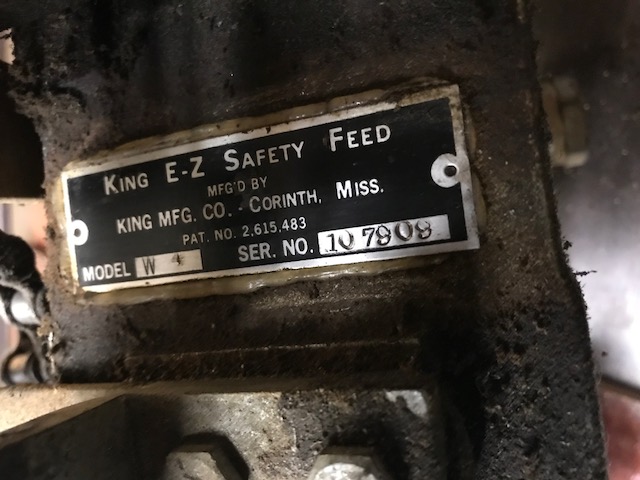 KING E-Z SAFETY FEED
MFG'D BY
KING MFG. CO. - CORINTH, MISS.
PAT. NO. 2,615,483
MODEL W 4 SER. NO. 107909